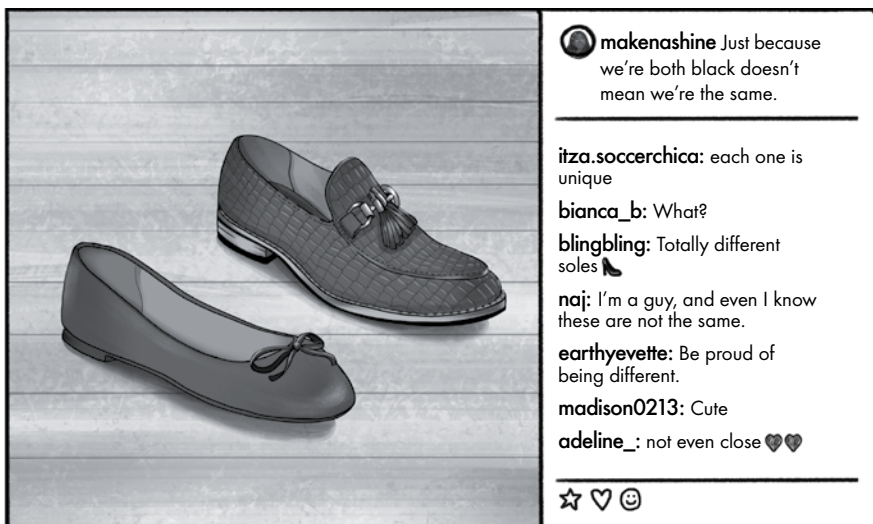 makenashine Just because
we're both black doesn't
mean we're the same.
itza.soccerchica: each one is
unique
bianca_b: What?
blingbling: Totally different
soles 👠
naj: I'm a guy, and even I know
these are not the same.
earthyevette: Be proud of
being different.
madison0213: Cute
adeline_: not even close 💖💖